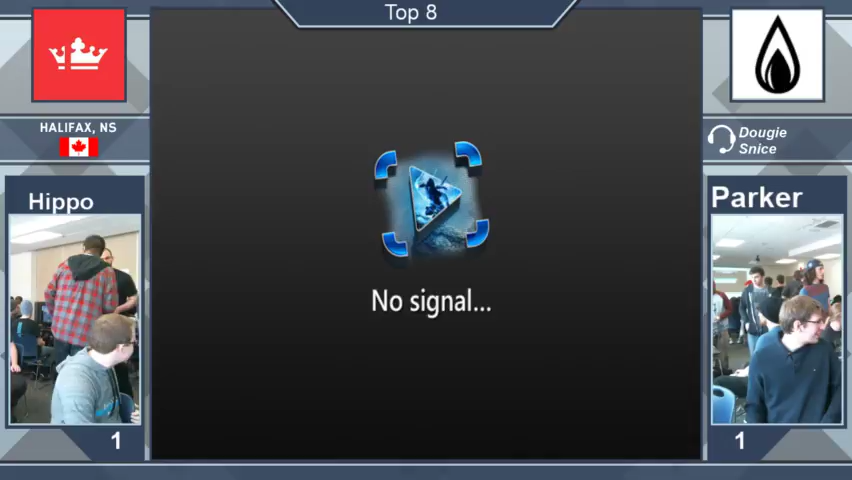 Top 8
HALIFAX, NS
Dougie
Snice
Hippo
Parker
No signal...
1
1